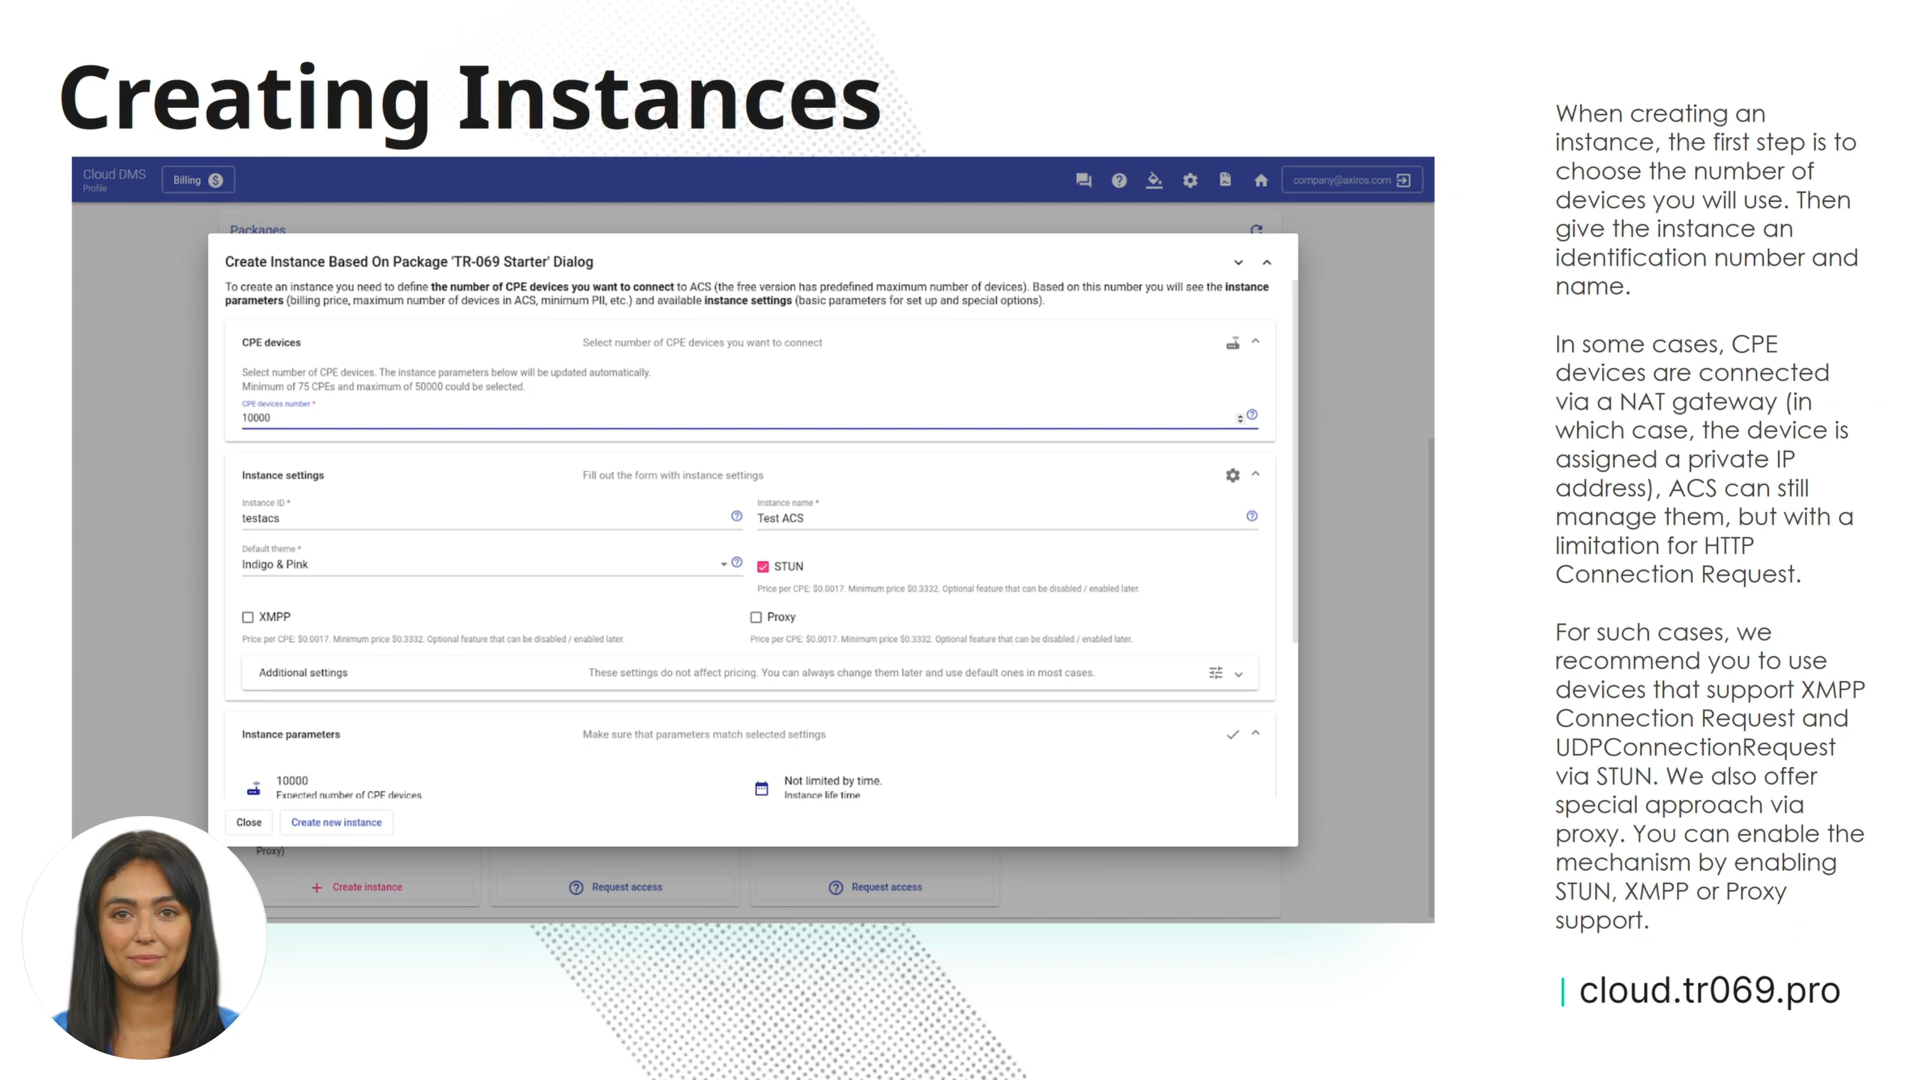 Creating Instances
Cloud DMS
Profile
Billing
company@axiros.com
Packages
Create Instance Based On Package 'TR-069 Starter' Dialog
To create an instance you need to define the number of CPE devices you want to connect to ACS (the free version has predefined maximum number of devices). Based on this number you will see the instance
parameters (billing price, maximum number of devices in ACS, minimum PII, etc.) and available instance settings (basic parameters for set up and special options).
CPE devices
Select number of CPE devices you want to connect
Select number of CPE devices. The instance parameters below will be updated automatically.
Minimum of 75 CPEs and maximum of 50000 could be selected.
CPE devices number *
10000
Instance settings
Fill out the form with instance settings
Instance ID *
testacs
Instance name *
Test ACS
Default theme *
Indigo & Pink
STUN
Price per CPE: $0.0017. Minimum price $0.3332. Optional feature that can be disabled / enabled later.
XMPP
Price per CPE: $0.0017. Minimum price $0.3332. Optional feature that can be disabled / enabled later.
Proxy
Price per CPE: $0.0017. Minimum price $0.3332. Optional feature that can be disabled / enabled later.
Additional settings
These settings do not affect pricing. You can always change them later and use default ones in most cases.
Instance parameters
Make sure that parameters match selected settings
10000
Expected number of CPE devices
Not limited by time.
Instance life time
Close
Create new instance
Proxy)
Create instance
Request access
Request access
When creating an
instance, the first step is to
choose the number of
devices you will use. Then
give the instance an
identification number and
name.
In some cases, CPE
devices are connected
via a NAT gateway (in
which case, the device is
assigned a private IP
address), ACS can still
manage them, but with a
limitation for HTTP
Connection Request.
For such cases, we
recommend you to use
devices that support XMPP
Connection Request and
UDPConnectionRequest
via STUN. We also offer
special approach via
proxy. You can enable the
mechanism by enabling
STUN, XMPP or Proxy
support.
cloud.tr069.pro